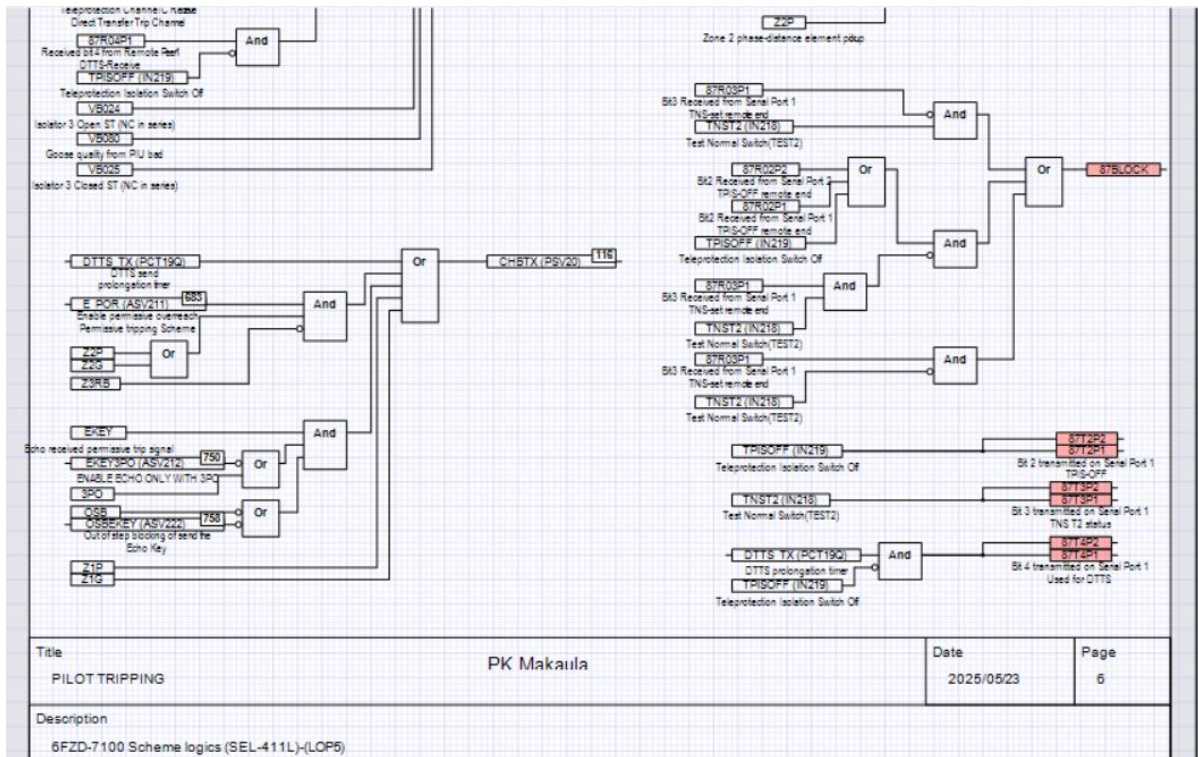 Teleprotection Channel C Kease
Direct Transfer Trip Channel
87R04P1
Received bit 4 from Remote Peerl
DTTS-Receive
TPISOFF (IN219)
Teleprotection Isolation Switch Off
VB024
Isolator 3 Open ST (NC in series)
VB080
Goose quality from PIU bad
VB025
Isolator 3 Closed ST (NC in series)
And
DTTS_TX (PCT19Q)
DTTS send
prolongation timer
E_POR (ASV211)
683
Enable permissive overreach
Permissive tripping Scheme
Z2P
Z2G
Or
Z3RB
And
Or
CHBTX (PSV20)
116
EKEY
Echo received permissive trip signal
EKEY3PO (ASV212)
750
ENABLE ECHO ONLY WITH 3PO
3PO
Or
And
OSB
OSBEKEY (ASV222)
758
Out of step blocking of send the
Echo Key
Or
Z1P
Z1G
Z2P
Zone 2 phase-distance element pickup
87R03P1
Bit3 Received from Serial Port 1
TNS-set remote end
TNST2 (IN218)
Test Normal Switch(TEST2)
And
87R02P2
Bit2 Received from Serial Port 2
TPIS-OFF remote end
87R02P1
Bit2 Received from Serial Port 1
TPIS-OFF remote end
TPISOFF (IN219)
Teleprotection Isolation Switch Off
Or
And
Or
87BLOCK
87R03P1
Bit3 Received from Serial Port 1
TNS-set remote end
TNST2 (IN218)
Test Normal Switch(TEST2)
And
87R03P1
Bit3 Received from Serial Port 1
TNS-set remote end
TNST2 (IN218)
Test Normal Switch(TEST2)
And
TPISOFF (IN219)
Teleprotection Isolation Switch Off
87T2P2
87T2P1
Bit 2 transmitted on Serial Port 1
TPIS-OFF
TNST2 (IN218)
Test Normal Switch(TEST2)
87T3P2
87T3P1
Bit 3 transmitted on Serial Port 1
TNS T2 status
DTTS_TX (PCT19Q)
DTTS prolongation timer
TPISOFF (IN219)
Teleprotection Isolation Switch Off
And
87T4P2
87T4P1
Bit 4 transmitted on Serial Port 1
Used for DTTS
Title
PILOT TRIPPING
PK Makaula
Date
2025/05/23
Page
6
Description
6FZD-7100 Scheme logics (SEL-411L)-(LOP5)